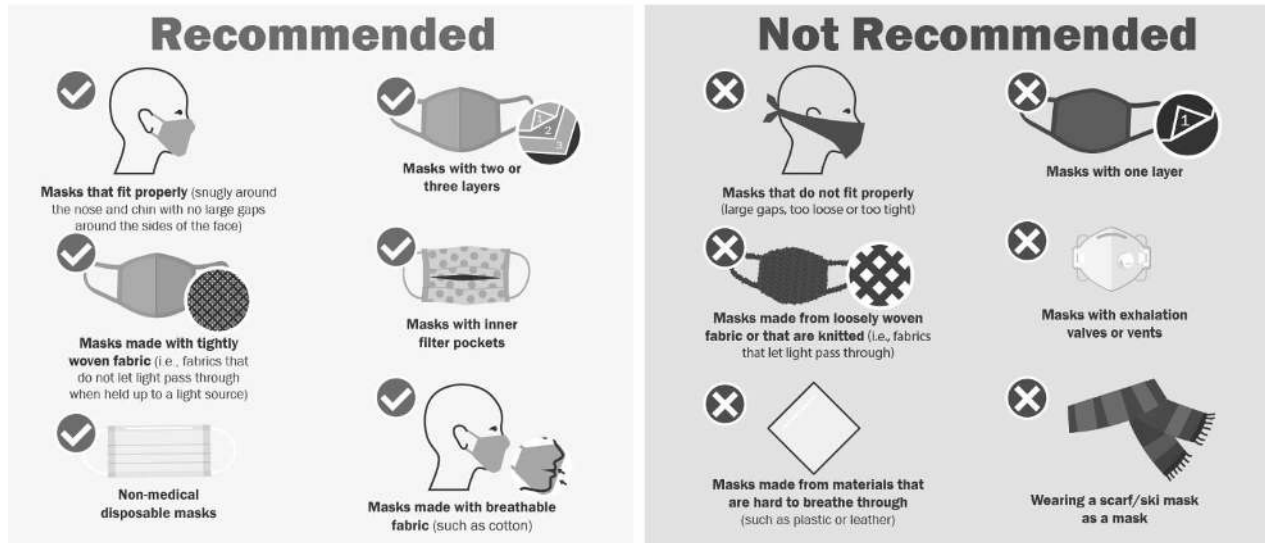 Recommended
Masks that fit properly (snugly around
the nose and chin with no large gaps
around the sides of the face)
1
2
3
Masks with two or
three layers
Masks made with tightly
woven fabric (i.e., fabrics that
do not let light pass through
when held up to a light source)
Masks with inner
filter pockets
Non-medical
disposable masks
Masks made with breathable
fabric (such as cotton)
Not Recommended
Masks that do not fit properly
(large gaps, too loose or too tight)
1
Masks with one layer
Masks made from loosely woven
fabric or that are knitted (i.e., fabrics
that let light pass through)
Masks with exhalation
valves or vents
Masks made from materials that
are hard to breathe through
(such as plastic or leather)
Wearing a scarf/ski mask
as a mask